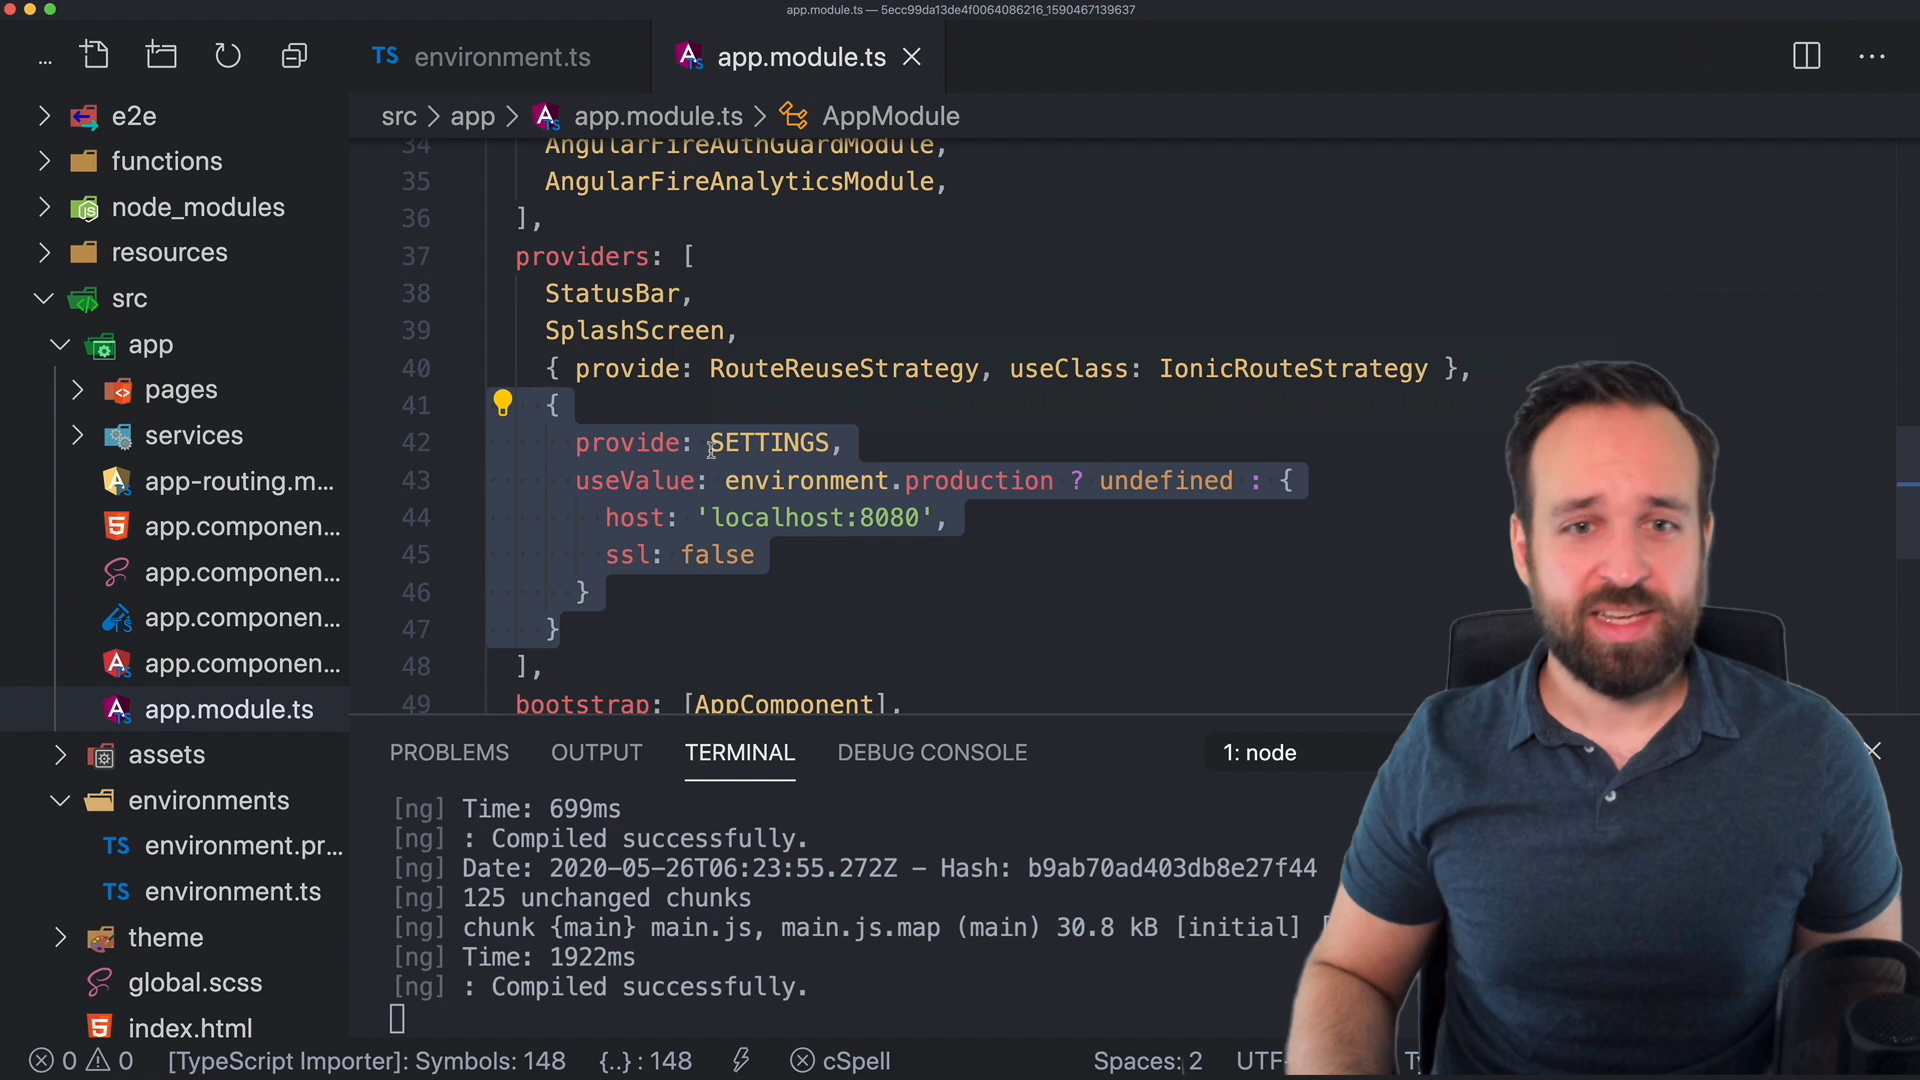 app.module.ts — 5ecc99da13de4f0064086216_1590467139637
...
TS environment.ts
app.module.ts
src > app > app.module.ts > AppModule
e2e
functions
node_modules
resources
src
app
pages
services
app-routing.m...
app.componen...
app.componen...
app.componen...
app.componen...
app.module.ts
assets
environments
TS environment.pr...
TS environment.ts
theme
global.scss
index.html
34 AngularFireAuthGuardModule,
35 AngularFireAnalyticsModule,
36 ],
37 providers: [
38 StatusBar,
39 SplashScreen,
40 { provide: RouteReuseStrategy, useClass: IonicRouteStrategy },
41 {
42 provide: SETTINGS,
43 useValue: environment.production ? undefined : {
44 host: 'localhost:8080',
45 ssl: false
46 }
47 }
48 ],
49 bootstrap: [AppComponent],
PROBLEMS OUTPUT TERMINAL DEBUG CONSOLE 1: node
[ng] Time: 699ms
[ng] : Compiled successfully.
[ng] Date: 2020-05-26T06:23:55.272Z – Hash: b9ab70ad403db8e27f44
[ng] 125 unchanged chunks
[ng] chunk {main} main.js, main.js.map (main) 30.8 kB [initial] [
[ng] Time: 1922ms
[ng] : Compiled successfully.
0 0 [TypeScript Importer]: Symbols: 148 {..} : 148 cSpell Spaces: 2 UTF-